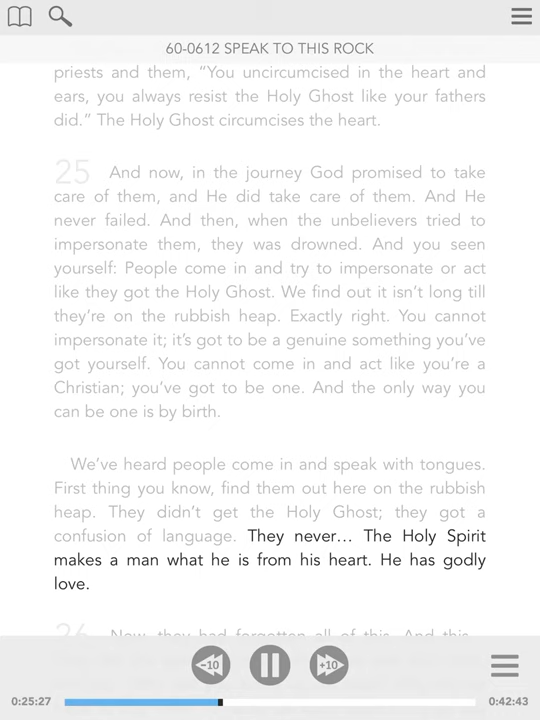 60-0612 SPEAK TO THIS ROCK
priests and them, “You uncircumcised in the heart and
ears, you always resist the Holy Ghost like your fathers
did.” The Holy Ghost circumcises the heart.
25 And now, in the journey God promised to take
care of them, and He did take care of them. And He
never failed. And then, when the unbelievers tried to
impersonate them, they was drowned. And you seen
yourself: People come in and try to impersonate or act
like they got the Holy Ghost. We find out it isn’t long till
they’re on the rubbish heap. Exactly right. You cannot
impersonate it; it’s got to be a genuine something you’ve
got yourself. You cannot come in and act like you’re a
Christian; you’ve got to be one. And the only way you
can be one is by birth.
We’ve heard people come in and speak with tongues.
First thing you know, find them out here on the rubbish
heap. They didn’t get the Holy Ghost; they got a
confusion of language. They never… The Holy Spirit
makes a man what he is from his heart. He has godly
love.
26 Now, they had forgotten all of this. And this
-10 +10
0:25:27 0:42:43